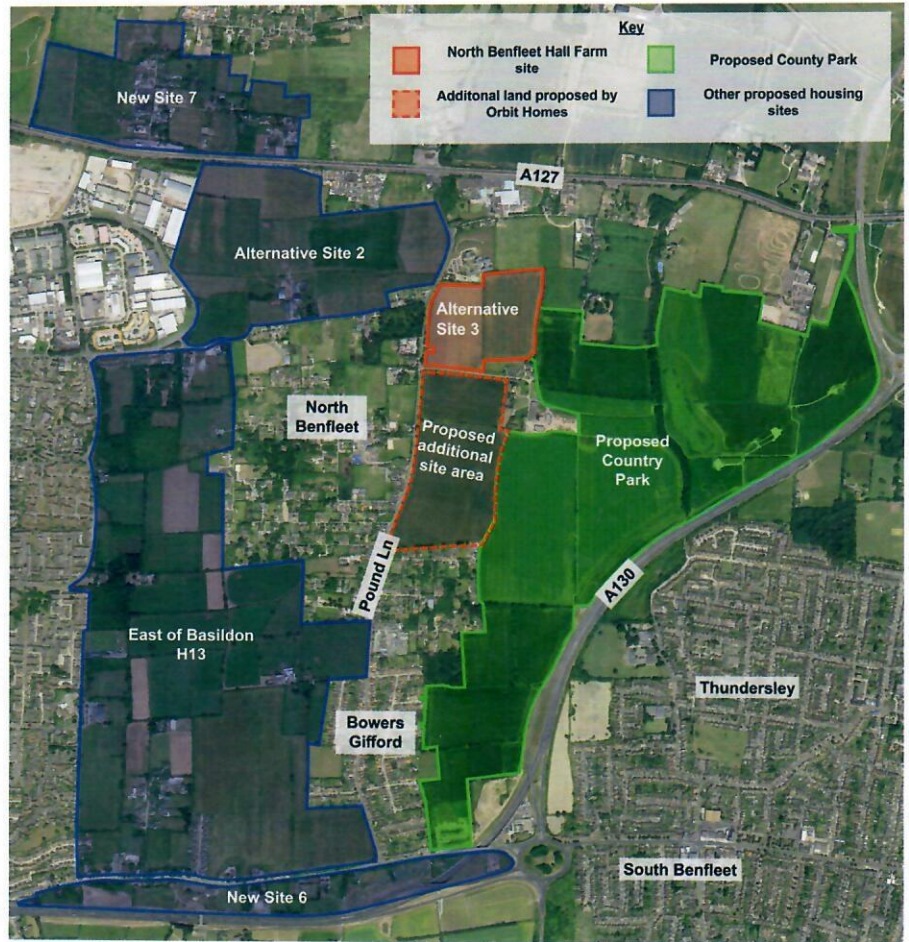 Key
North Benfleet Hall Farm
site
Proposed County Park
Additonal land proposed by
Orbit Homes
Other proposed housing
sites
New Site 7
A127
Alternative Site 2
Alternative
Site 3
North
Benfleet
Proposed
additional
site area
Proposed
Country
Park
Pound Ln
A130
East of Basildon
H13
Thundersley
Bowers
Gifford
South Benfleet
New Site 6